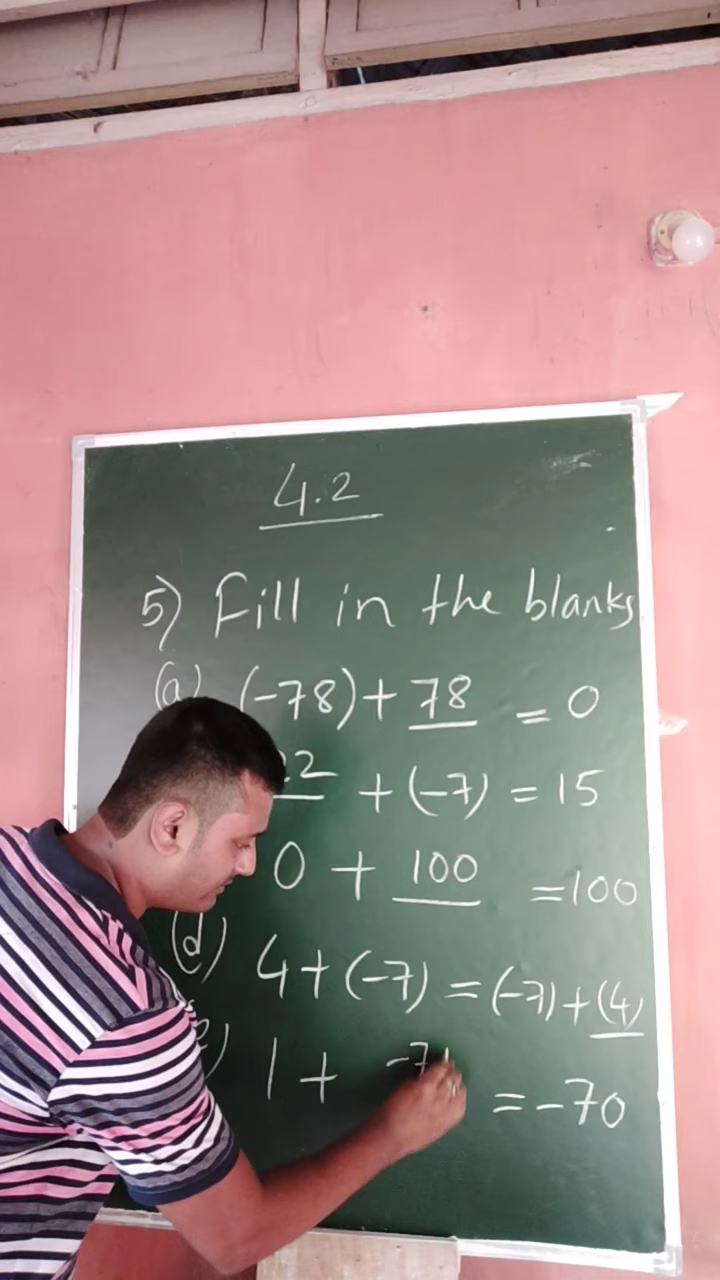 4.2
5) Fill in the blanks
(a) (-78) + 78 = 0
22 + (-7) = 15
0 + 100 = 100
(d) 4 + (-7) = (-7) + (4)
1 + -71 = -70